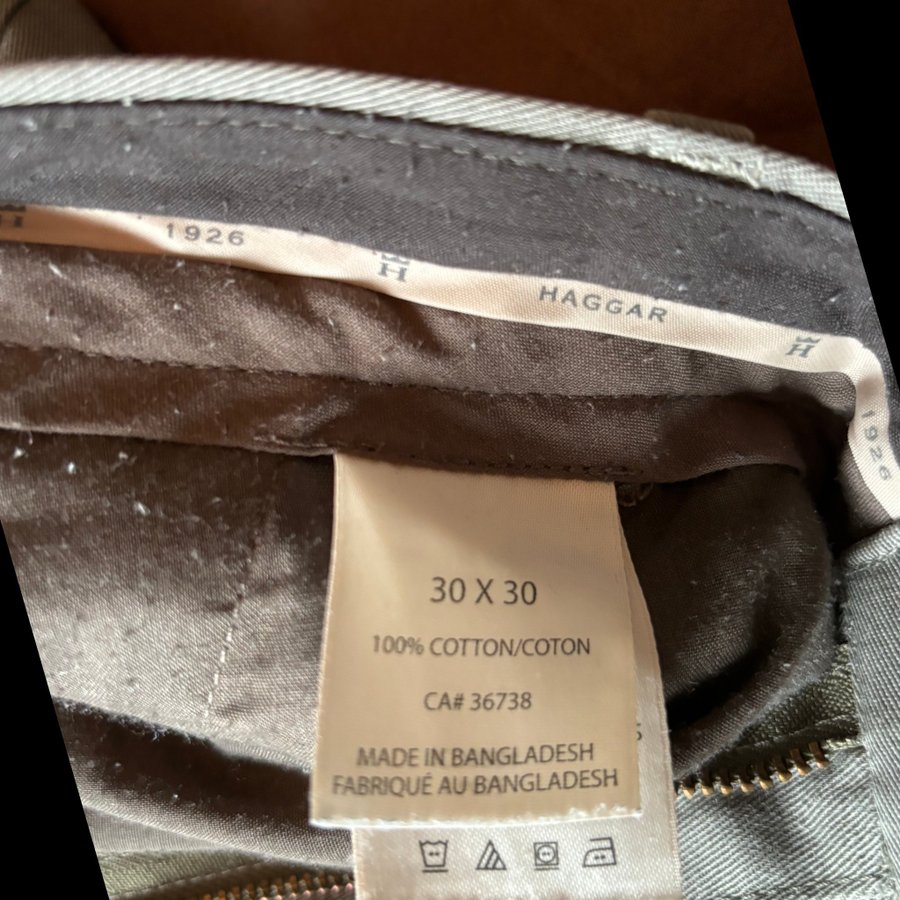 1926
H
HAGGAR
H
1926
30 X 30
100% COTTON/COTON
CA# 36738
MADE IN BANGLADESH
FABRIQUÉ AU BANGLADESH